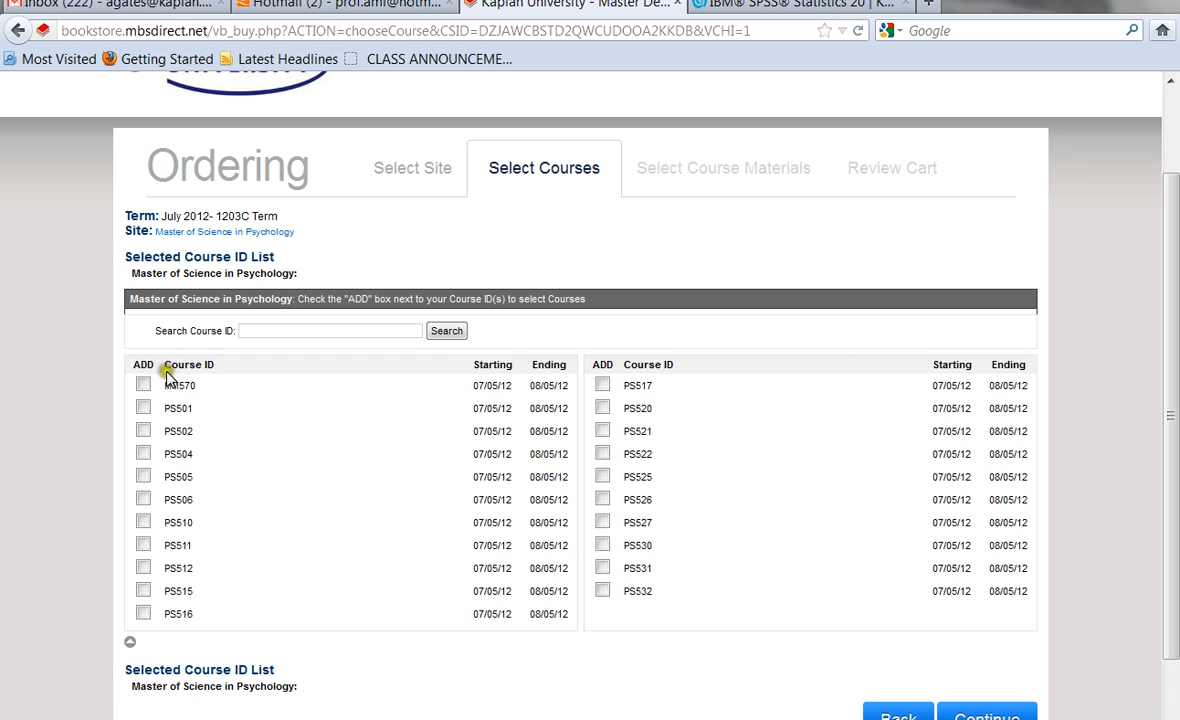 Inbox (222) - agates@kaplan....
Hotmail (2) - prof.ami@hotm...
Kaplan University - Master De...
IBM® SPSS® Statistics 20 | K...
bookstore.mbsdirect.net/vb_buy.php?ACTION=chooseCourse&CSID=DZJAWCBSTD2QWCUDOOA2KKDB&VCHI=1
Google
Most Visited Getting Started Latest Headlines CLASS ANNOUNCEME...
UNIVERSITY
Ordering Select Site Select Courses Select Course Materials Review Cart
Term: July 2012- 1203C Term
Site: Master of Science in Psychology
Selected Course ID List
Master of Science in Psychology:
Master of Science in Psychology: Check the "ADD" box next to your Course ID(s) to select Courses
Search Course ID: Search
ADD Course ID Starting Ending ADD Course ID Starting Ending
MM570 07/05/12 08/05/12 PS517 07/05/12 08/05/12
PS501 07/05/12 08/05/12 PS520 07/05/12 08/05/12
PS502 07/05/12 08/05/12 PS521 07/05/12 08/05/12
PS504 07/05/12 08/05/12 PS522 07/05/12 08/05/12
PS505 07/05/12 08/05/12 PS525 07/05/12 08/05/12
PS506 07/05/12 08/05/12 PS526 07/05/12 08/05/12
PS510 07/05/12 08/05/12 PS527 07/05/12 08/05/12
PS511 07/05/12 08/05/12 PS530 07/05/12 08/05/12
PS512 07/05/12 08/05/12 PS531 07/05/12 08/05/12
PS515 07/05/12 08/05/12 PS532 07/05/12 08/05/12
PS516 07/05/12 08/05/12
Selected Course ID List
Master of Science in Psychology:
Back Continue